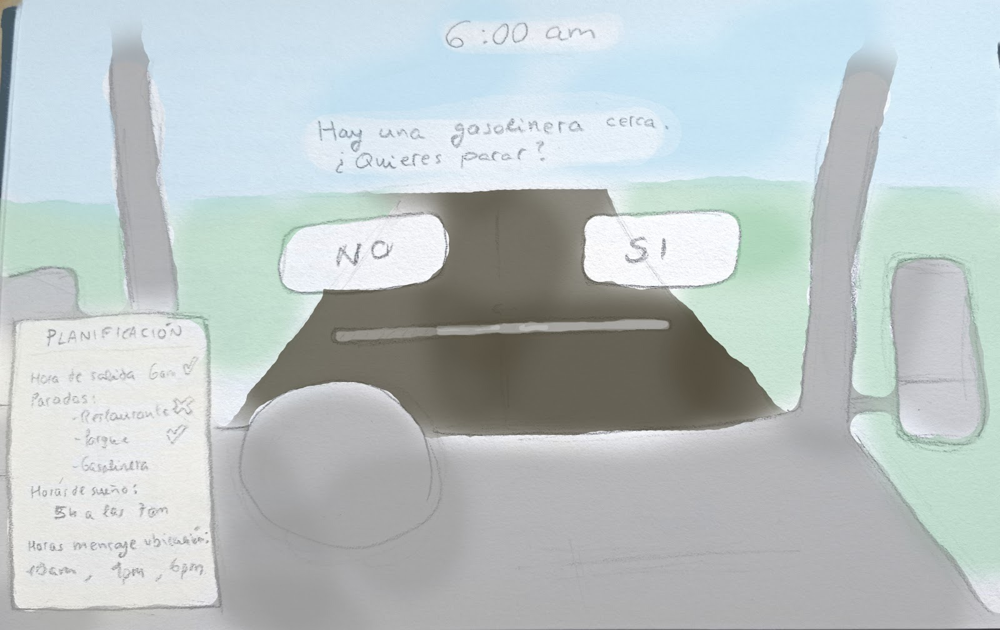 6:00 am
Hay una gasolinera cerca.
¿Quieres parar?
NO
SI
PLANIFICACIÓN
Hora de salida 6am
Paradas:
-Restaurante
-Parque
-Gasolinera
Horas de sueño:
5h a las 7am
Horas mensaje ubicación:
10am, 1pm, 6pm